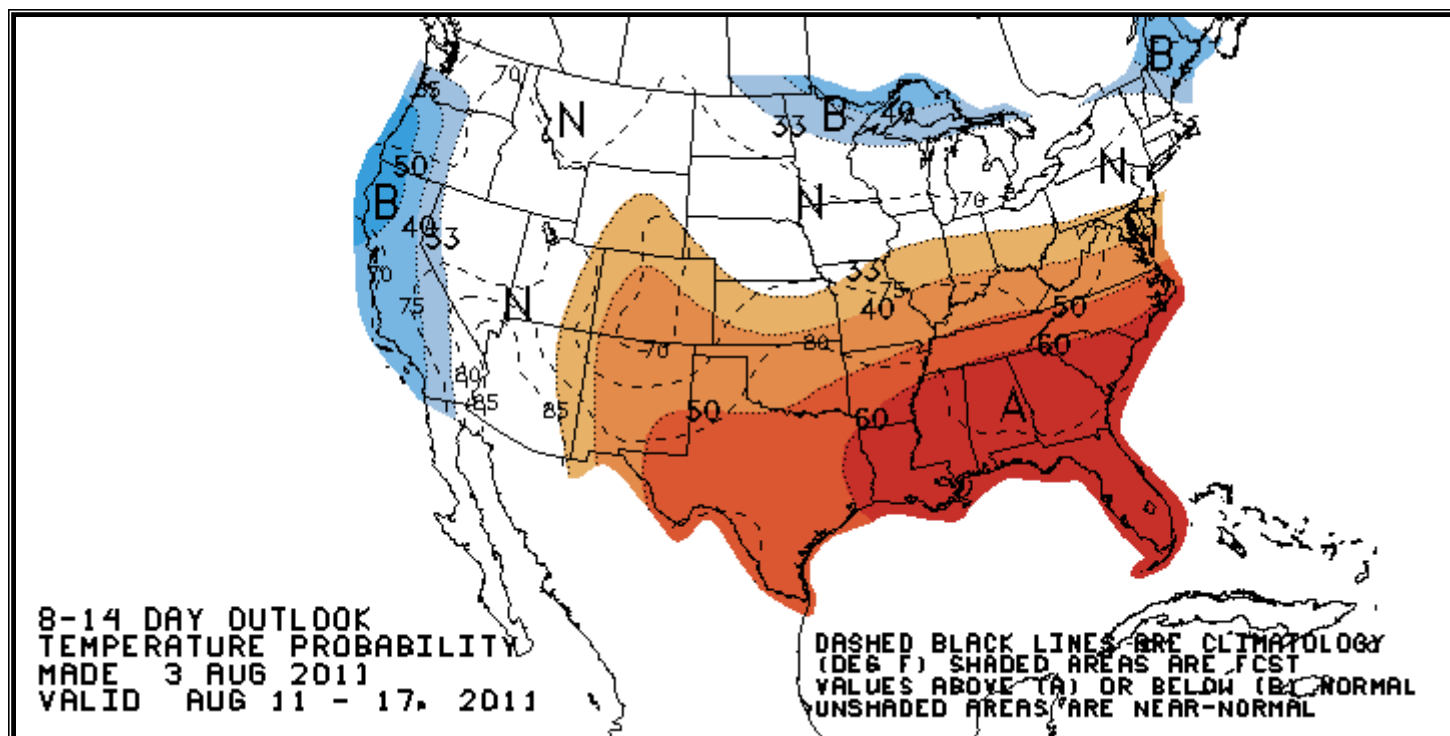 B
B
70
85
N
40
33
B
50
N
B
N
70
40
33
70
33
N
75
75
40
50
80
60
70
80
85
85
50
60
A
8-14 DAY OUTLOOK
TEMPERATURE PROBABILITY
MADE 3 AUG 2011
VALID AUG 11 - 17, 2011
DASHED BLACK LINES ARE CLIMATOLOGY
(DEG F) SHADED AREAS ARE FCST
VALUES ABOVE (A) OR BELOW (B) NORMAL
UNSHADED AREAS ARE NEAR-NORMAL